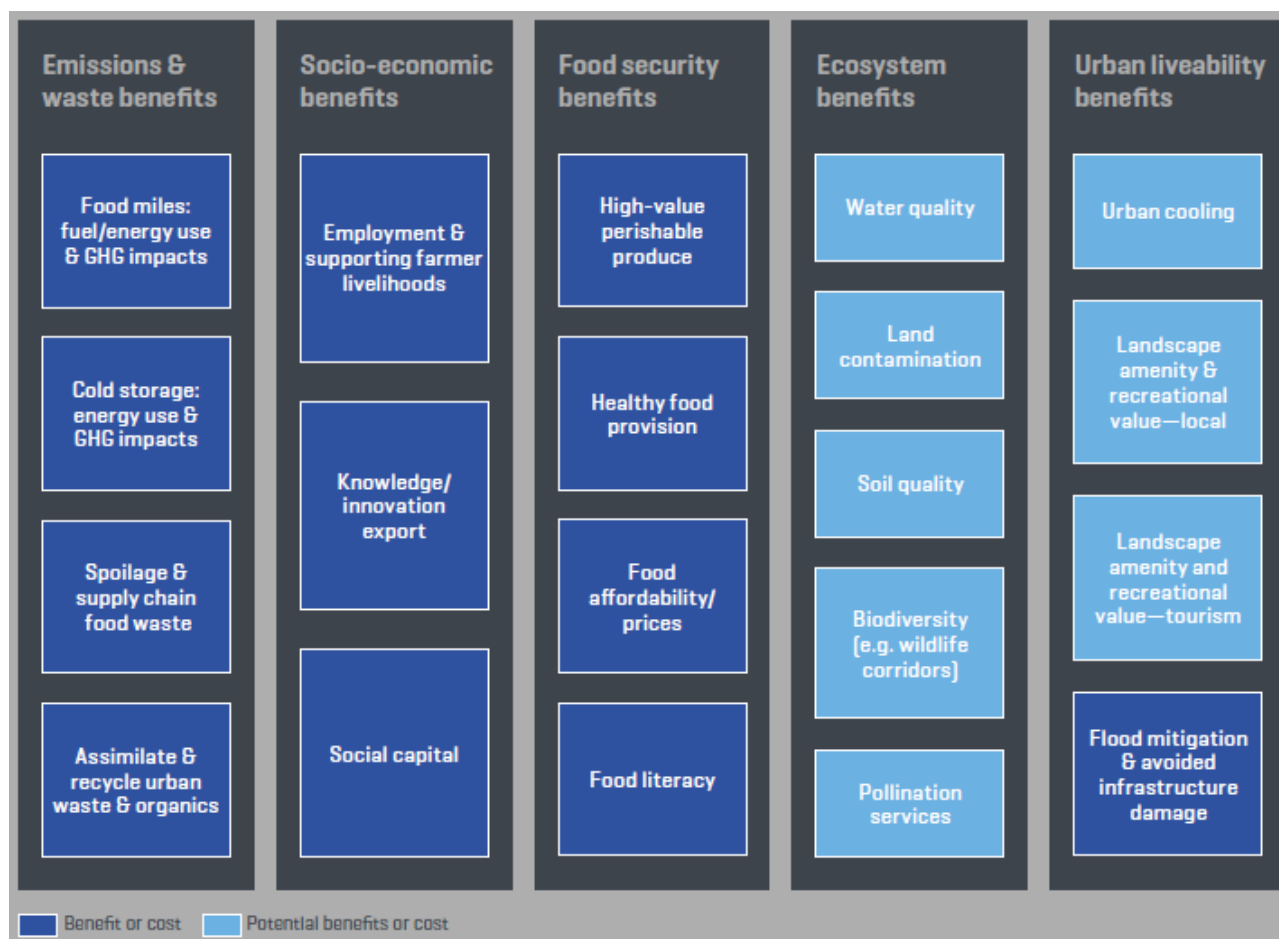 Emissions &
waste benefits
Food miles:
fuel/energy use
& GHG impacts
Cold storage:
energy use &
GHG impacts
Spoilage &
supply chain
food waste
Assimilate &
recycle urban
waste & organics
Socio-economic
benefits
Employment &
supporting farmer
livelihoods
Knowledge/
innovation
export
Social capital
Food security
benefits
High-value
perishable
produce
Healthy food
provision
Food
affordability/
prices
Food literacy
Ecosystem
benefits
Water quality
Land
contamination
Soil quality
Biodiversity
(e.g. wildlife
corridors)
Pollination
services
Urban liveability
benefits
Urban cooling
Landscape
amenity &
recreational
value—local
Landscape
amenity and
recreational
value—tourism
Flood mitigation
& avoided
infrastructure
damage
Benefit or cost
Potential benefits or cost